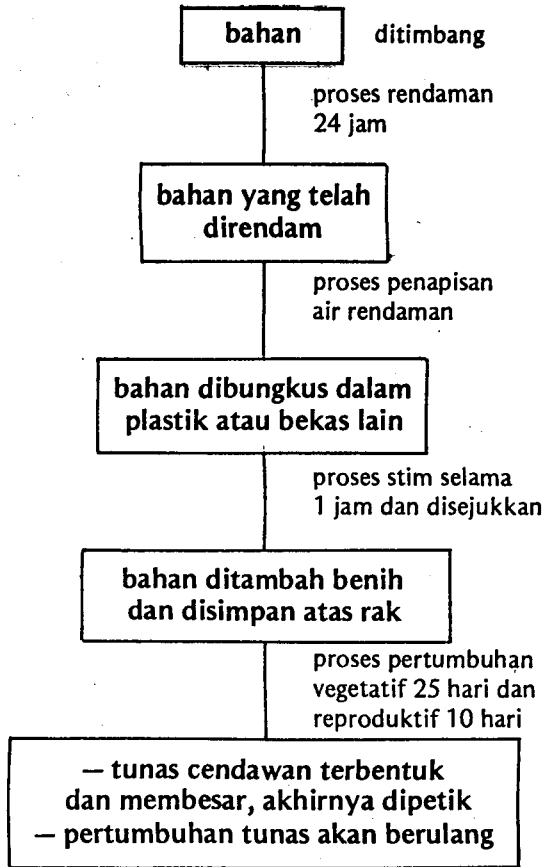 bahan ditimbang
proses rendaman
24 jam
bahan yang telah
direndam
proses penapisan
air rendaman
bahan dibungkus dalam
plastik atau bekas lain
proses stim selama
1 jam dan disejukkan
bahan ditambah benih
dan disimpan atas rak
proses pertumbuhan
vegetatif 25 hari dan
reproduktif 10 hari
— tunas cendawan terbentuk
dan membesar, akhirnya dipetik
— pertumbuhan tunas akan berulang